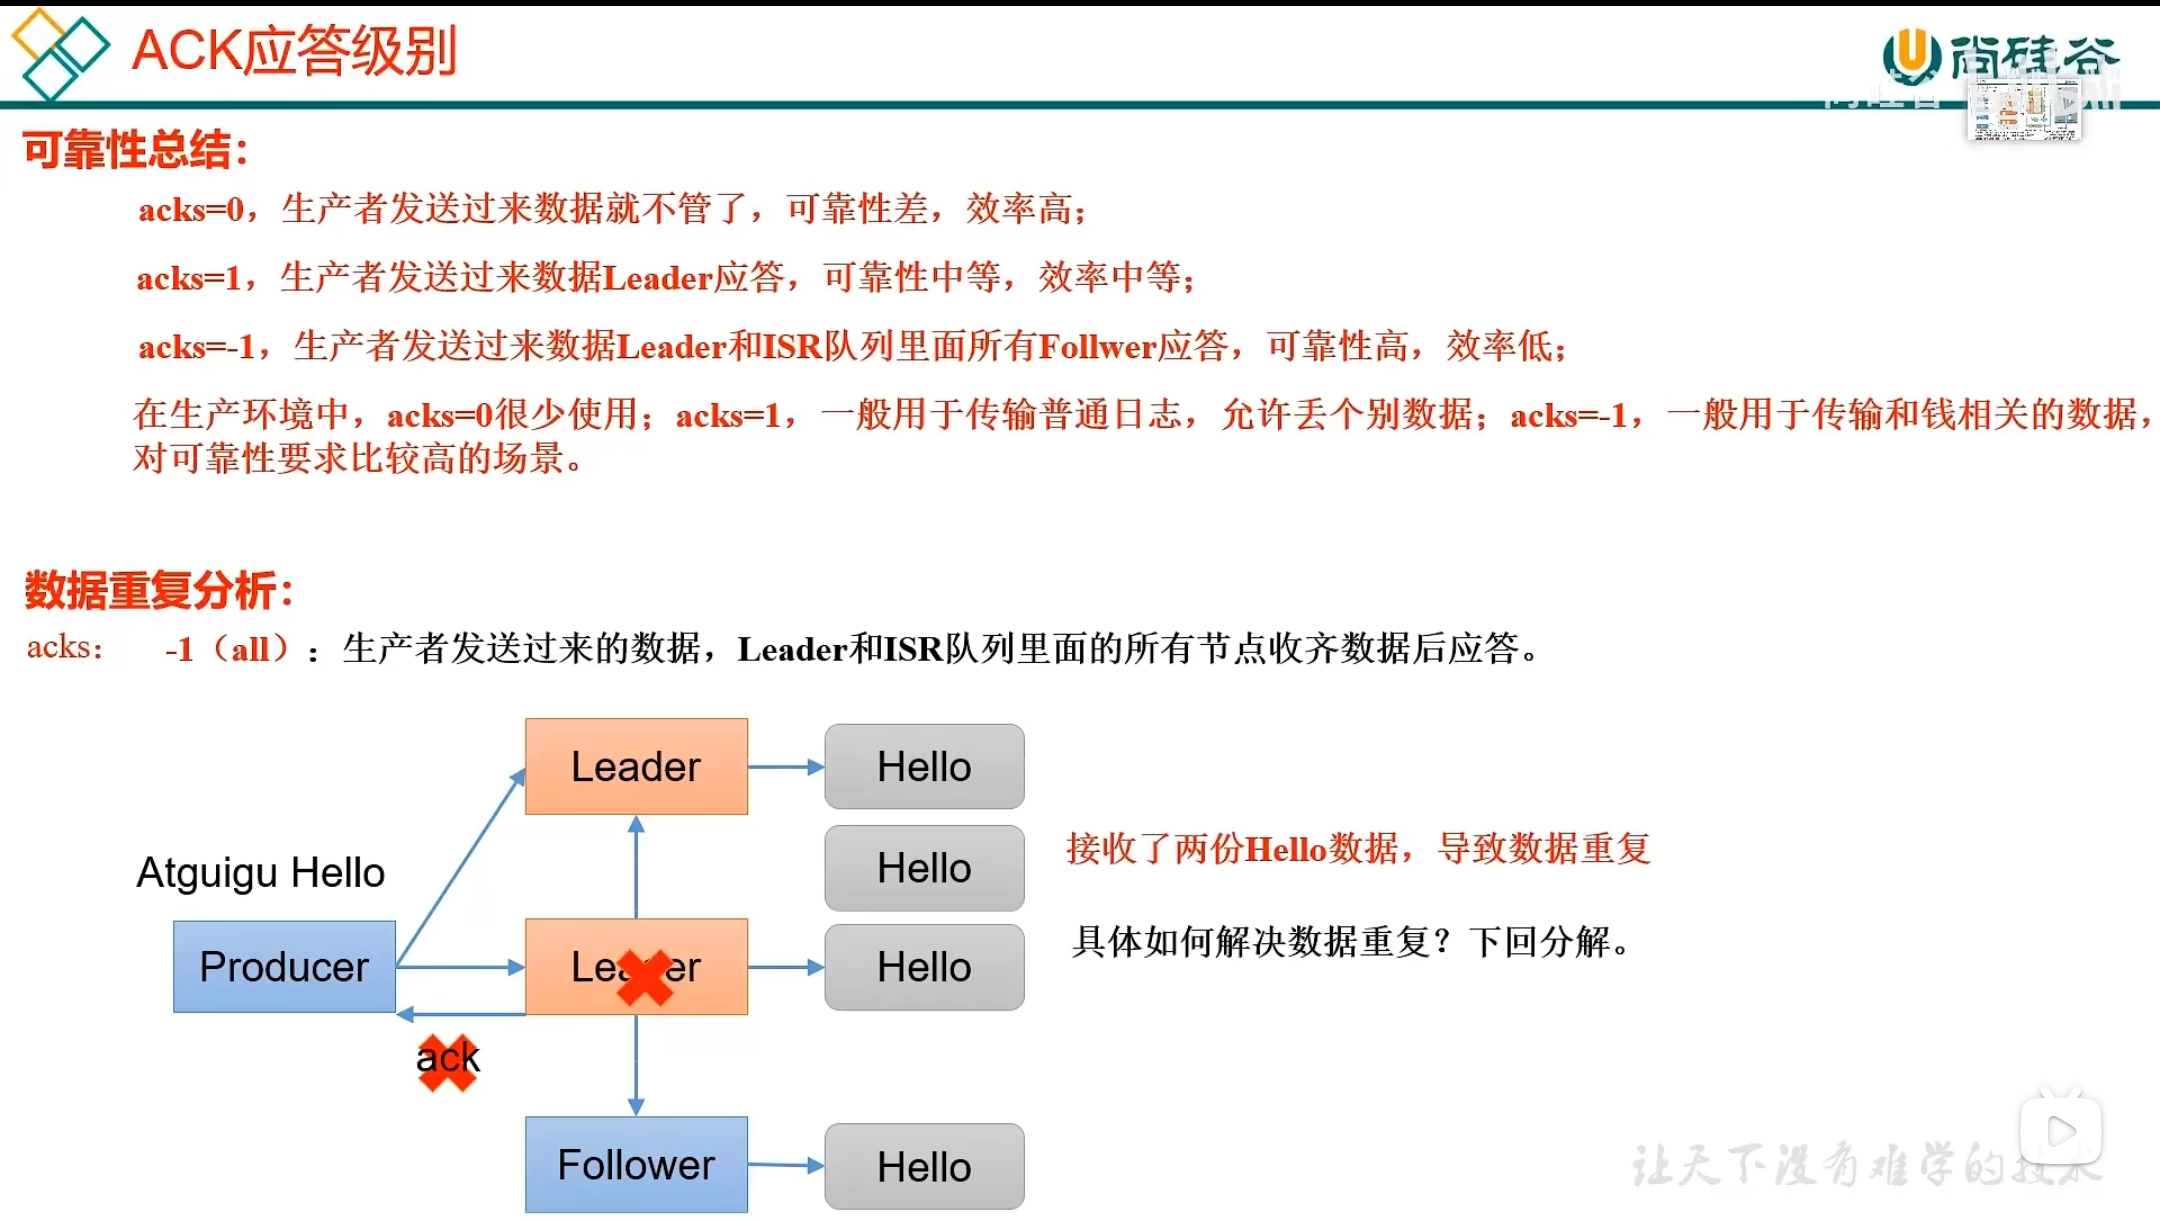 ACK应答级别
尚硅谷
可靠性总结：
acks=0，生产者发送过来数据就不管了，可靠性差，效率高；
acks=1，生产者发送过来数据Leader应答，可靠性中等，效率中等；
acks=-1，生产者发送过来数据Leader和ISR队列里面所有Follwer应答，可靠性高，效率低；
在生产环境中，acks=0很少使用；acks=1，一般用于传输普通日志，允许丢个别数据；acks=-1，一般用于传输和钱相关的数据，
对可靠性要求比较高的场景。
数据重复分析：
acks： -1（all）：生产者发送过来的数据，Leader和ISR队列里面的所有节点收齐数据后应答。
Leader
Hello
Hello
接收了两份Hello数据，导致数据重复
Atguigu Hello
Producer
Leader
Hello
具体如何解决数据重复？下回分解。
ack
Follower
Hello
让天下没有难学的技术